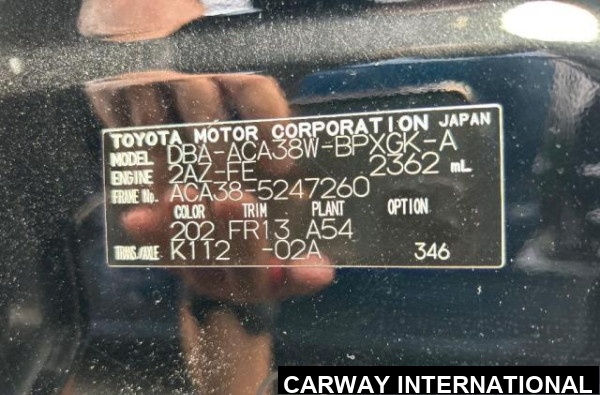 TOYOTA MOTOR CORPORATION JAPAN
MODEL DBA-ACA38W-BPXGK-A
ENGINE 2AZ-FE 2362 mL
FRAME No. ACA38-5247260
COLOR TRIM PLANT OPTION
202 FR13 A54
TRANS./AXLE K112 -02A 346
CARWAY INTERNATIONAL